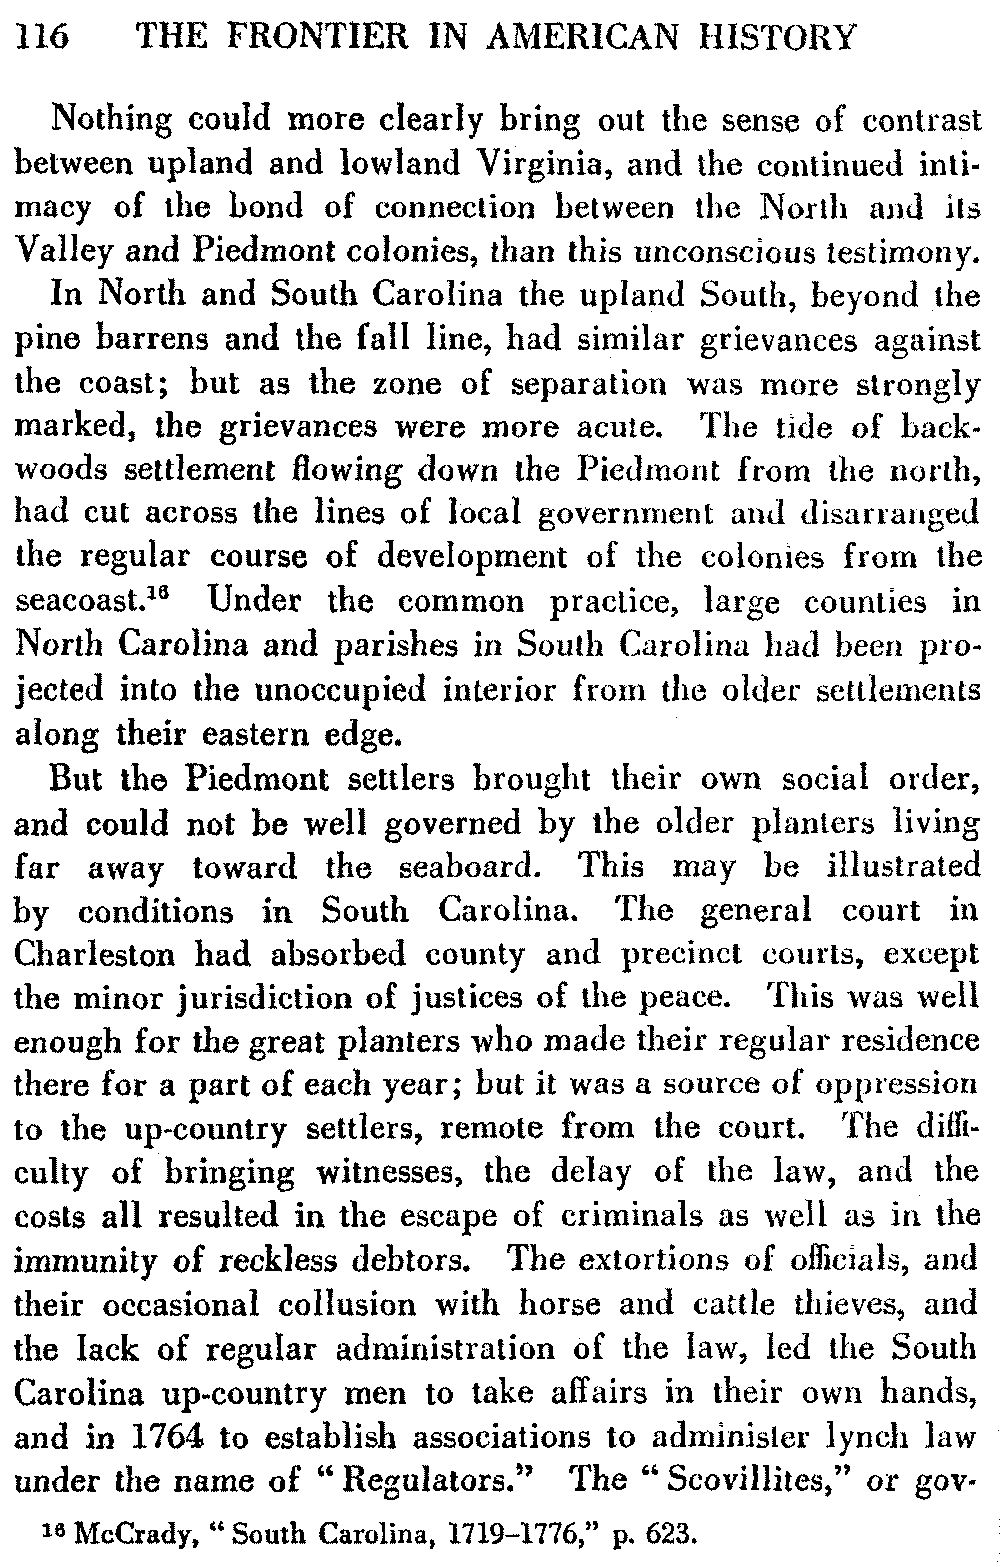 116 THE FRONTIER IN AMERICAN HISTORY
Nothing could more clearly bring out the sense of contrast
between upland and lowland Virginia, and the continued inti-
macy of the bond of connection between the North and its
Valley and Piedmont colonies, than this unconscious testimony.
In North and South Carolina the upland South, beyond the
pine barrens and the fall line, had similar grievances against
the coast; but as the zone of separation was more strongly
marked, the grievances were more acute. The tide of back-
woods settlement flowing down the Piedmont from the north,
had cut across the lines of local government and disarranged
the regular course of development of the colonies from the
seacoast.¹⁶ Under the common practice, large counties in
North Carolina and parishes in South Carolina had been pro-
jected into the unoccupied interior from the older settlements
along their eastern edge.
But the Piedmont settlers brought their own social order,
and could not be well governed by the older planters living
far away toward the seaboard. This may be illustrated
by conditions in South Carolina. The general court in
Charleston had absorbed county and precinct courts, except
the minor jurisdiction of justices of the peace. This was well
enough for the great planters who made their regular residence
there for a part of each year; but it was a source of oppression
to the up-country settlers, remote from the court. The diffi-
culty of bringing witnesses, the delay of the law, and the
costs all resulted in the escape of criminals as well as in the
immunity of reckless debtors. The extortions of officials, and
their occasional collusion with horse and cattle thieves, and
the lack of regular administration of the law, led the South
Carolina up-country men to take affairs in their own hands,
and in 1764 to establish associations to administer lynch law
under the name of “ Regulators.” The “ Scovillites,” or gov-
¹⁶ McCrady, “ South Carolina, 1719–1776,” p. 623.